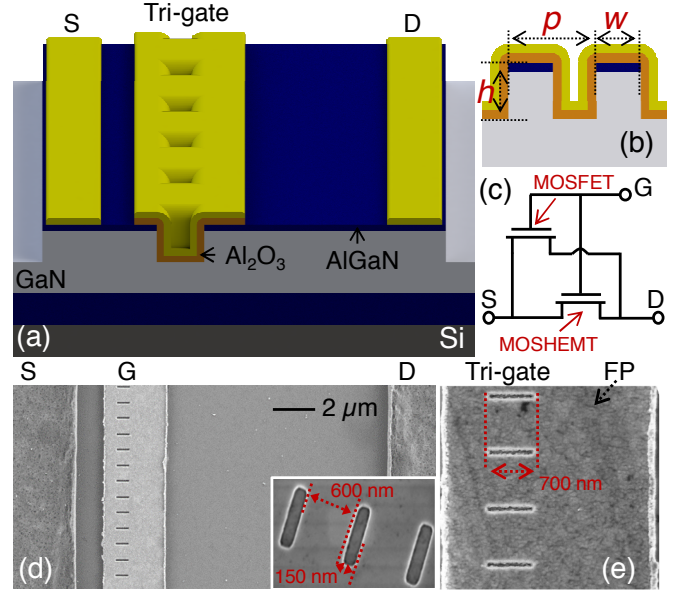 Tri-gate
S
D
Al₂O₃
AlGaN
GaN
(a)
Si
p
w
h
(b)
(c)
MOSFET
G
S
D
MOSHEMT
S
G
D
2 µm
600 nm
150 nm
(d)
Tri-gate
FP
700 nm
(e)